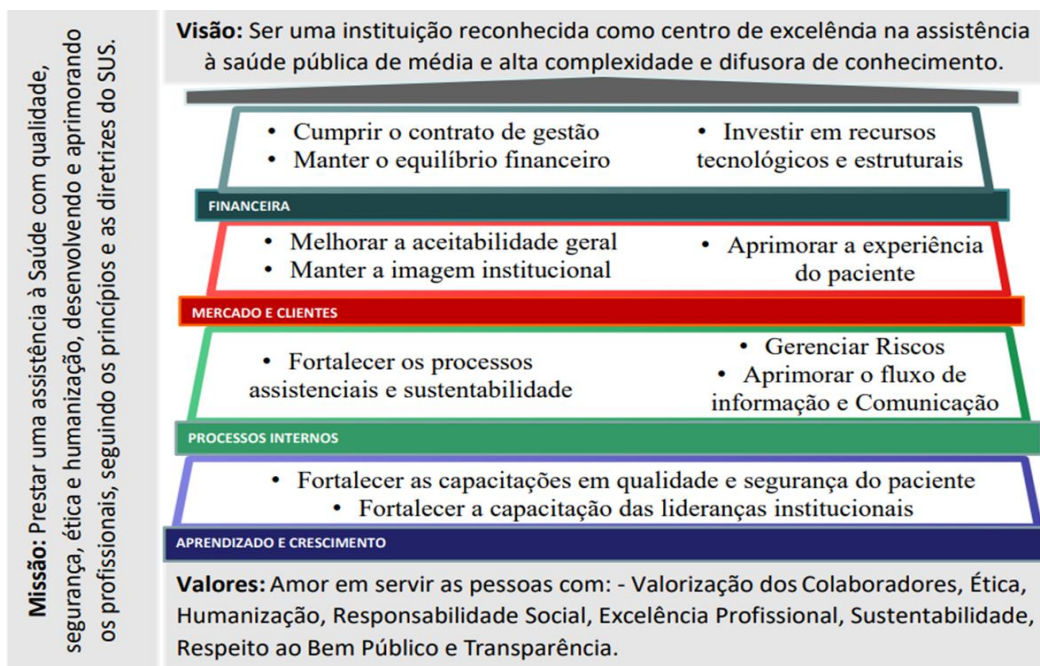 Missão: Prestar uma assistência à Saúde com qualidade,
segurança, ética e humanização, desenvolvendo e aprimorando
os profissionais, seguindo os princípios e as diretrizes do SUS.
Visão: Ser uma instituição reconhecida como centro de excelência na assistência
à saúde pública de média e alta complexidade e difusora de conhecimento.
• Cumprir o contrato de gestão
• Manter o equilíbrio financeiro
• Investir em recursos
tecnológicos e estruturais
FINANCEIRA
• Melhorar a aceitabilidade geral
• Manter a imagem institucional
• Aprimorar a experiência
do paciente
MERCADO E CLIENTES
• Fortalecer os processos
assistenciais e sustentabilidade
• Gerenciar Riscos
• Aprimorar o fluxo de
informação e Comunicação
PROCESSOS INTERNOS
• Fortalecer as capacitações em qualidade e segurança do paciente
• Fortalecer a capacitação das lideranças institucionais
APRENDIZADO E CRESCIMENTO
Valores: Amor em servir as pessoas com: - Valorização dos Colaboradores, Ética,
Humanização, Responsabilidade Social, Excelência Profissional, Sustentabilidade,
Respeito ao Bem Público e Transparência.